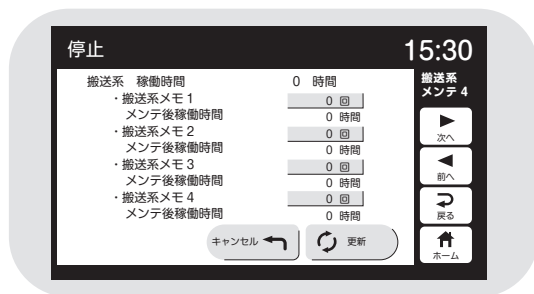 停止 15:30
搬送系 稼働時間 0 時間
・搬送系メモ 1 0 回
メンテ後稼働時間 0 時間
・搬送系メモ 2 0 回
メンテ後稼働時間 0 時間
・搬送系メモ 3 0 回
メンテ後稼働時間 0 時間
・搬送系メモ 4 0 回
メンテ後稼働時間 0 時間
キャンセル 更新
搬送系
メンテ 4
次へ
前へ
戻る
ホーム